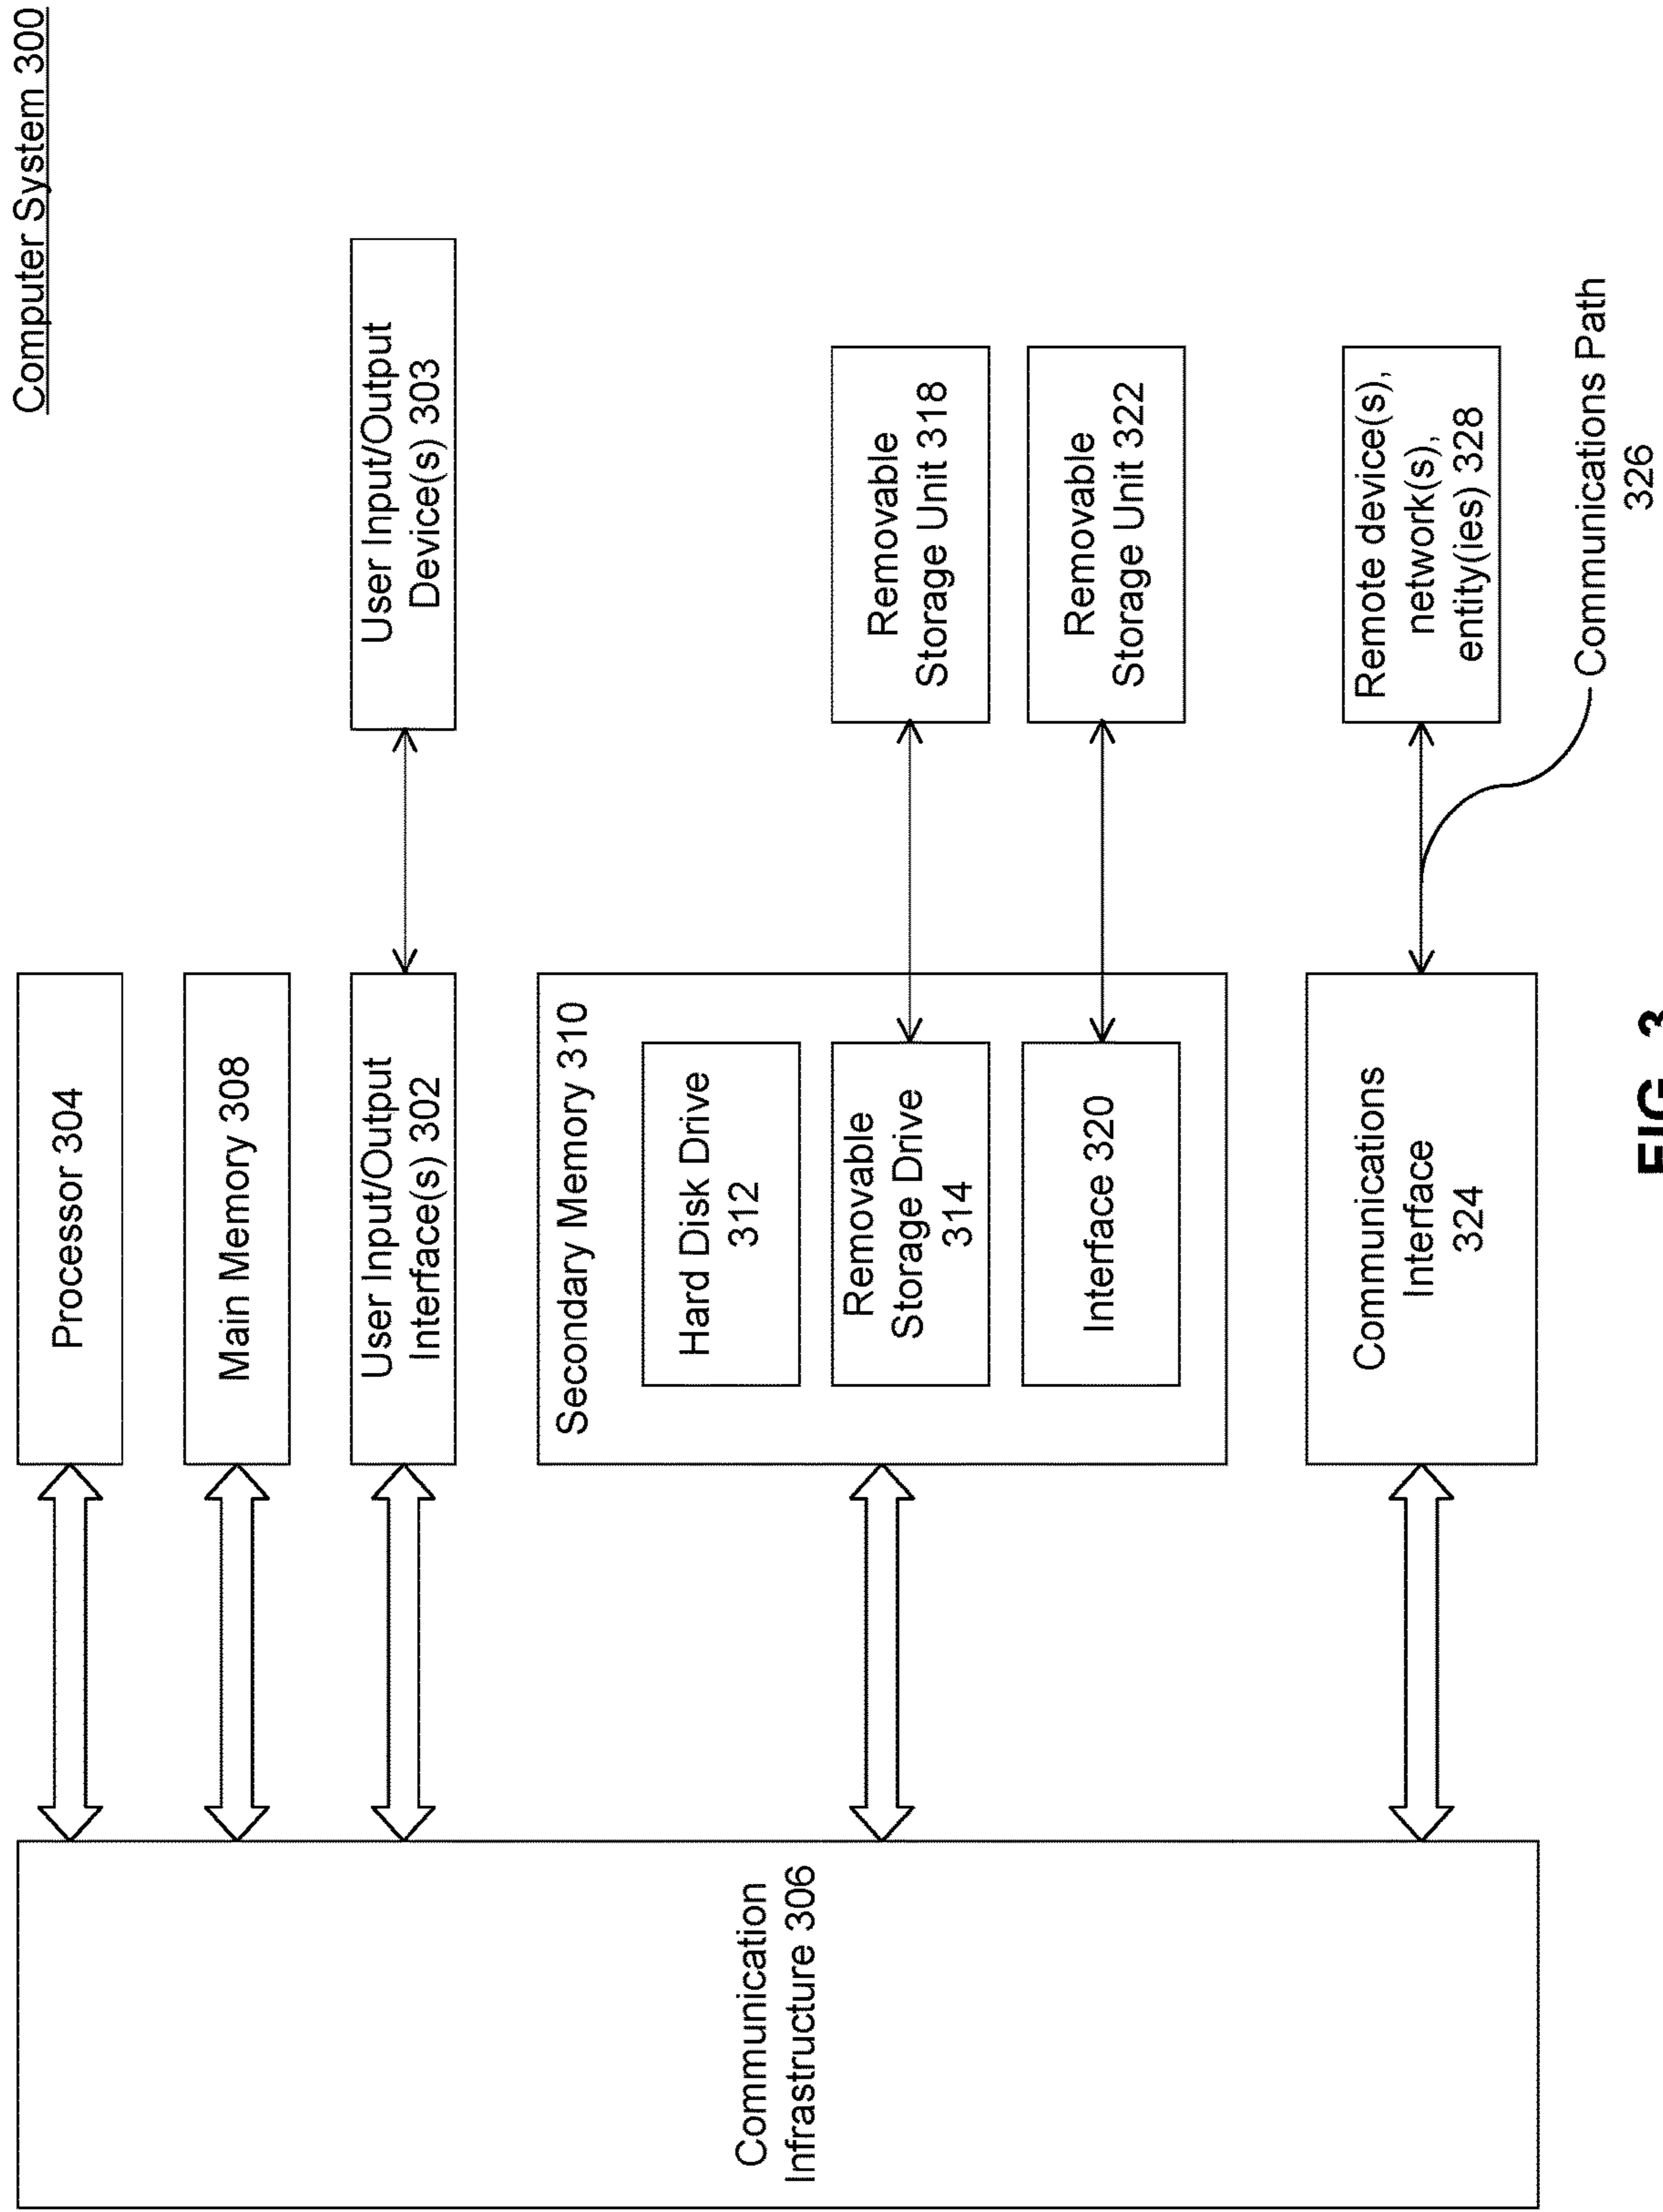 Computer System 300
Processor 304
Main Memory 308
User Input/Output
Interface(s) 302
User Input/Output
Device(s) 303
Secondary Memory 310
Hard Disk Drive
312
Removable
Storage Drive
314
Removable
Storage Unit 318
Interface 320
Removable
Storage Unit 322
Communication
Infrastructure 306
Communications
Interface
324
Remote device(s),
network(s),
entity(ies) 328
Communications Path
326
FIG. 3